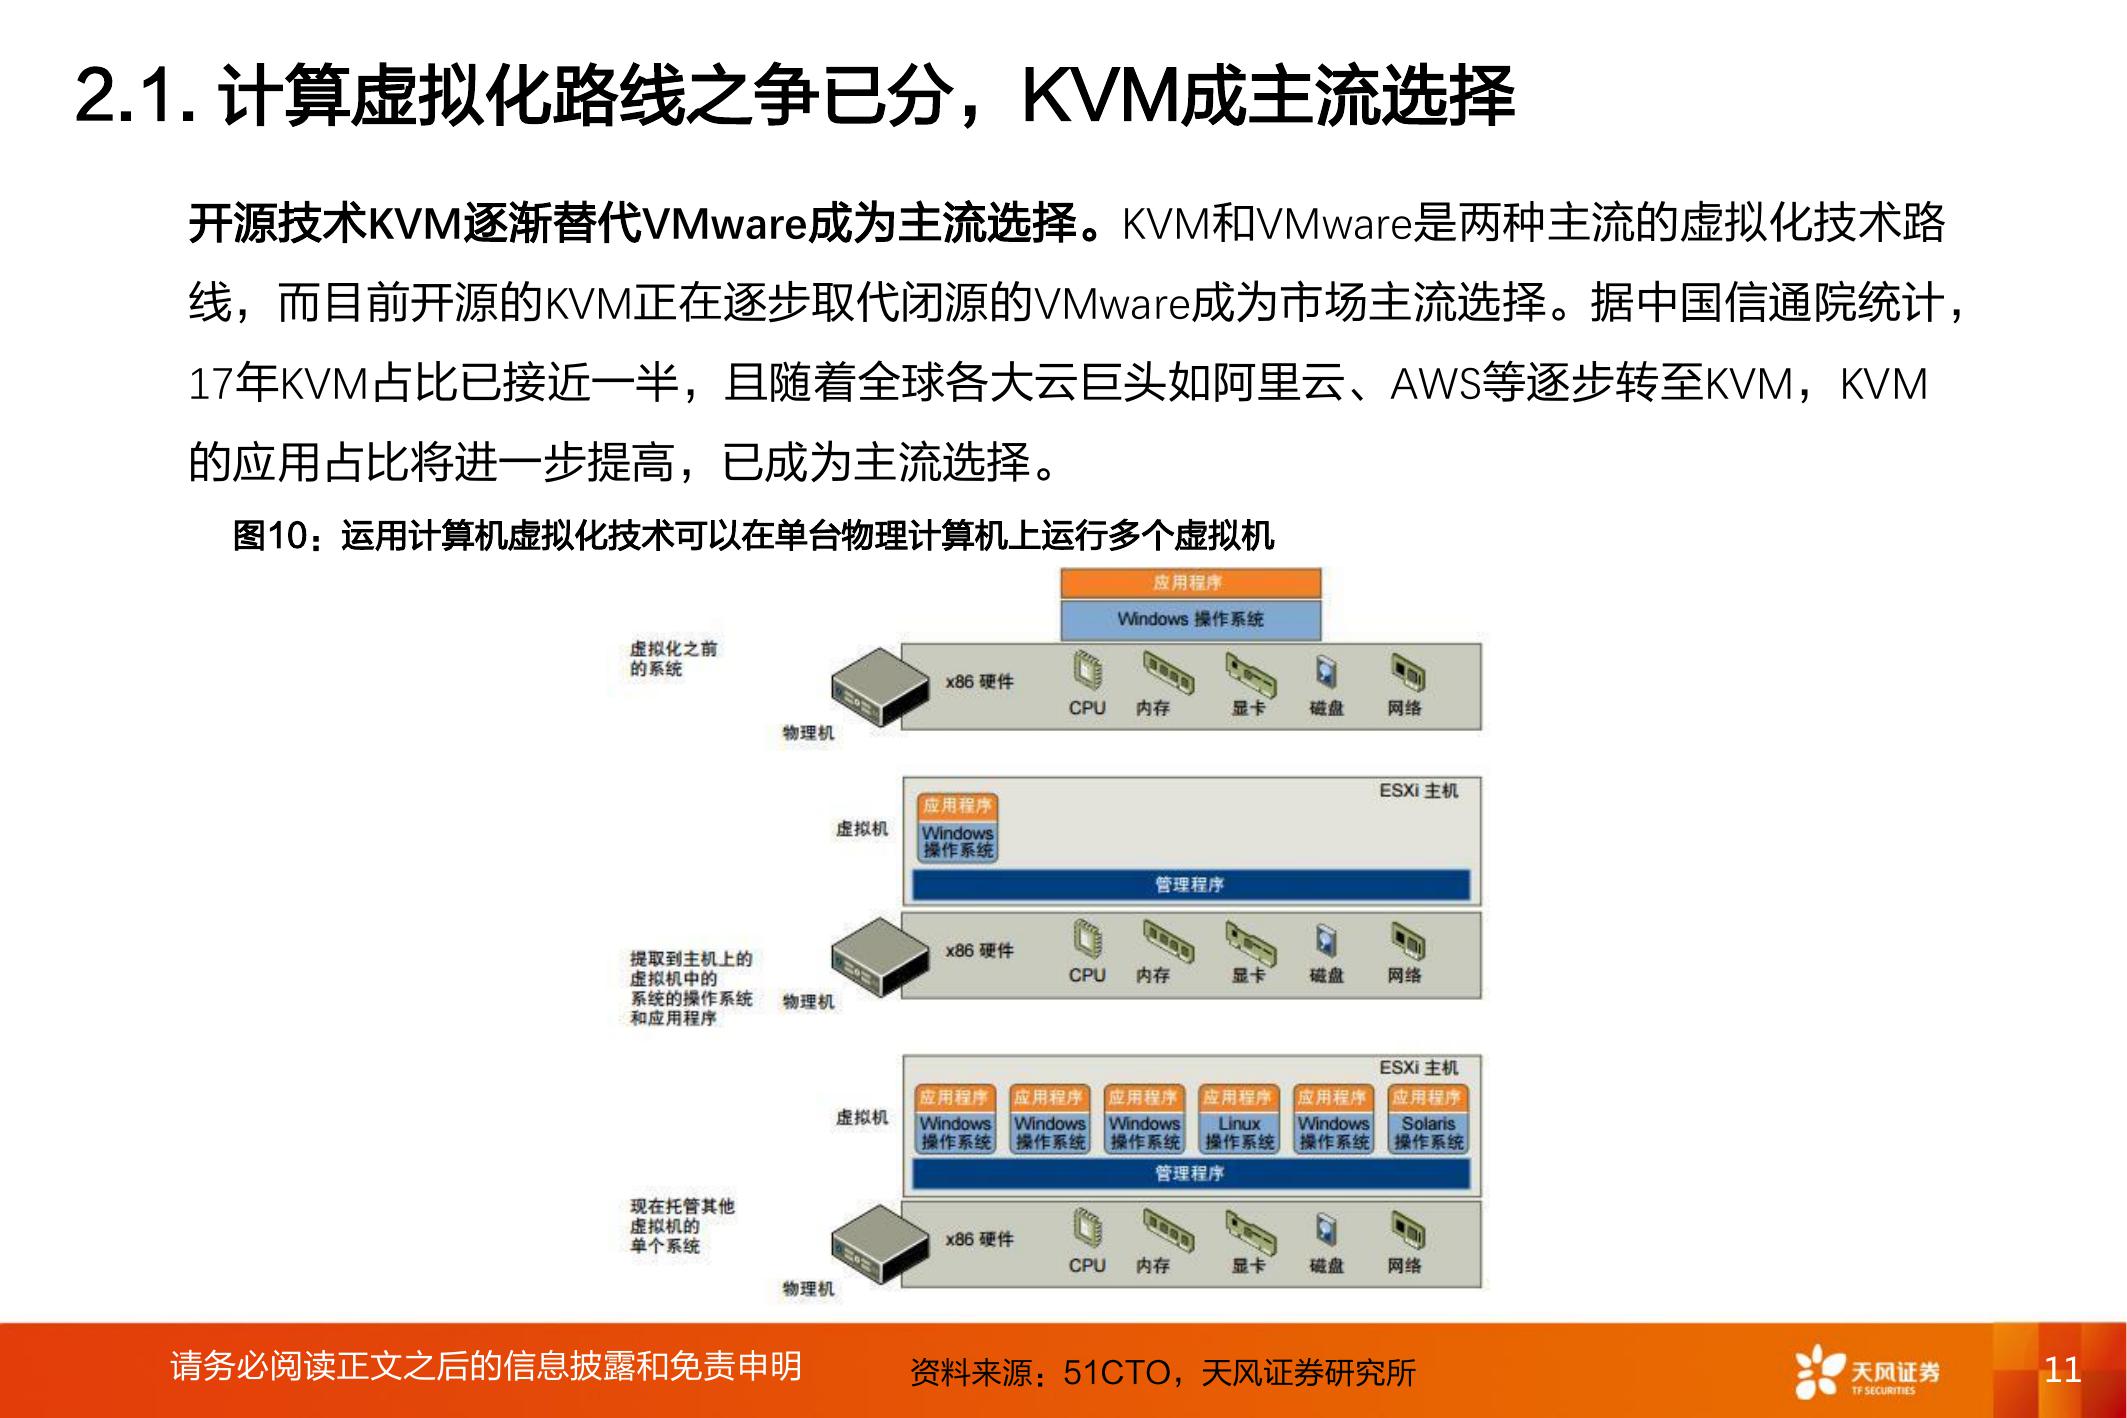 2.1. 计算虚拟化路线之争已分，KVM成主流选择
开源技术KVM逐渐替代VMware成为主流选择。KVM和VMware是两种主流的虚拟化技术路
线，而目前开源的KVM正在逐步取代闭源的VMware成为市场主流选择。据中国信通院统计，
17年KVM占比已接近一半，且随着全球各大云巨头如阿里云、AWS等逐步转至KVM，KVM
的应用占比将进一步提高，已成为主流选择。
图10：运用计算机虚拟化技术可以在单台物理计算机上运行多个虚拟机
应用程序
Windows 操作系统
虚拟化之前
的系统
x86 硬件
CPU 内存 显卡 磁盘 网络
物理机
ESXi 主机
应用程序
虚拟机
Windows
操作系统
管理程序
提取到主机上的
虚拟机中的
系统的操作系统
和应用程序
x86 硬件
CPU 内存 显卡 磁盘 网络
物理机
ESXi 主机
应用程序 应用程序 应用程序 应用程序 应用程序 应用程序
虚拟机
Windows Windows Windows Linux Windows Solaris
操作系统 操作系统 操作系统 操作系统 操作系统 操作系统
管理程序
现在托管其他
虚拟机的
单个系统
x86 硬件
CPU 内存 显卡 磁盘 网络
物理机
请务必阅读正文之后的信息披露和免责申明
资料来源：51CTO，天风证券研究所
天风证券
TF SECURITIES
11